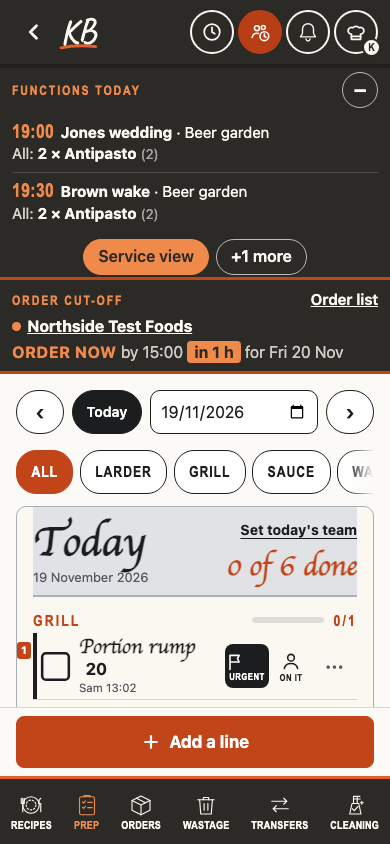 KB
K
FUNCTIONS TODAY
19:00 Jones wedding · Beer garden
All: 2 × Antipasto (2)
19:30 Brown wake · Beer garden
All: 2 × Antipasto (2)
Service view
+1 more
ORDER CUT-OFF
Order list
Northside Test Foods
ORDER NOW by 15:00 in 1 h for Fri 20 Nov
‹
Today
19/11/2026
›
ALL
LARDER
GRILL
SAUCE
WA
Today
Set today's team
19 November 2026
0 of 6 done
GRILL
0/1
1
Portion rump
20
Sam 13:02
URGENT
ON IT
...
+ Add a line
RECIPES
PREP
ORDERS
WASTAGE
TRANSFERS
CLEANING